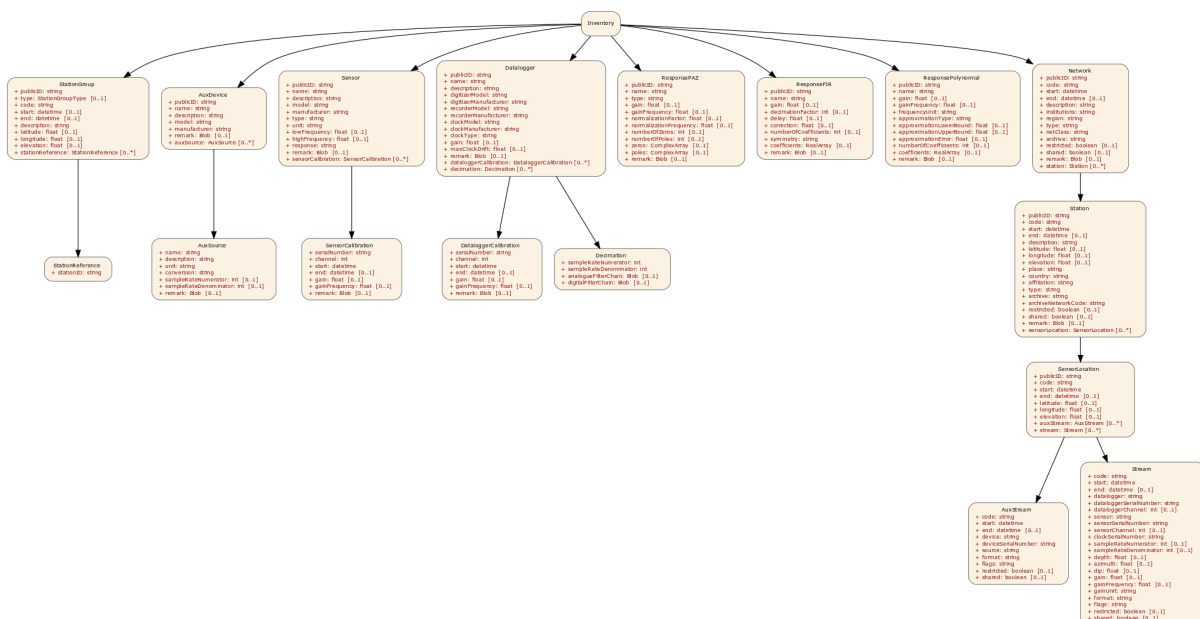 Inventory
StationGroup
+ publicID: string
+ type: StationGroupType [0..1]
+ code: string
+ start: datetime [0..1]
+ end: datetime [0..1]
+ description: string
+ latitude: float [0..1]
+ longitude: float [0..1]
+ elevation: float [0..1]
+ stationReference: StationReference [0..*]
AuxDevice
+ publicID: string
+ name: string
+ description: string
+ model: string
+ manufacturer: string
+ remark: Blob [0..1]
+ auxSource: AuxSource [0..*]
Sensor
+ publicID: string
+ name: string
+ description: string
+ model: string
+ manufacturer: string
+ type: string
+ unit: string
+ lowFrequency: float [0..1]
+ highFrequency: float [0..1]
+ response: string
+ remark: Blob [0..1]
+ sensorCalibration: SensorCalibration [0..*]
Datalogger
+ publicID: string
+ name: string
+ description: string
+ digitizerModel: string
+ digitizerManufacturer: string
+ recorderModel: string
+ recorderManufacturer: string
+ clockModel: string
+ clockManufacturer: string
+ clockType: string
+ gain: float [0..1]
+ maxClockDrift: float [0..1]
+ remark: Blob [0..1]
+ dataloggerCalibration: DataloggerCalibration [0..*]
+ decimation: Decimation [0..*]
ResponsePAZ
+ publicID: string
+ name: string
+ type: string
+ gain: float [0..1]
+ gainFrequency: float [0..1]
+ normalizationFactor: float [0..1]
+ normalizationFrequency: float [0..1]
+ numberOfZeros: int [0..1]
+ numberOfPoles: int [0..1]
+ zeros: ComplexArray [0..1]
+ poles: ComplexArray [0..1]
+ remark: Blob [0..1]
ResponseFIR
+ publicID: string
+ name: string
+ gain: float [0..1]
+ decimationFactor: int [0..1]
+ delay: float [0..1]
+ correction: float [0..1]
+ numberOfCoefficients: int [0..1]
+ symmetry: string
+ coefficients: RealArray [0..1]
+ remark: Blob [0..1]
ResponsePolynomial
+ publicID: string
+ name: string
+ gain: float [0..1]
+ gainFrequency: float [0..1]
+ frequencyUnit: string
+ approximationType: string
+ approximationLowerBound: float [0..1]
+ approximationUpperBound: float [0..1]
+ approximationError: float [0..1]
+ numberOfCoefficients: int [0..1]
+ coefficients: RealArray [0..1]
+ remark: Blob [0..1]
Network
+ publicID: string
+ code: string
+ start: datetime
+ end: datetime [0..1]
+ description: string
+ institutions: string
+ region: string
+ type: string
+ netClass: string
+ archive: string
+ restricted: boolean [0..1]
+ shared: boolean [0..1]
+ remark: Blob [0..1]
+ station: Station [0..*]
StationReference
+ stationID: string
AuxSource
+ name: string
+ description: string
+ unit: string
+ conversion: string
+ sampleRateNumerator: int [0..1]
+ sampleRateDenominator: int [0..1]
+ remark: Blob [0..1]
SensorCalibration
+ serialNumber: string
+ channel: int
+ start: datetime
+ end: datetime [0..1]
+ gain: float [0..1]
+ gainFrequency: float [0..1]
+ remark: Blob [0..1]
DataloggerCalibration
+ serialNumber: string
+ channel: int
+ start: datetime
+ end: datetime [0..1]
+ gain: float [0..1]
+ gainFrequency: float [0..1]
+ remark: Blob [0..1]
Decimation
+ sampleRateNumerator: int
+ sampleRateDenominator: int
+ analogueFilterChain: Blob [0..1]
+ digitalFilterChain: Blob [0..1]
Station
+ publicID: string
+ code: string
+ start: datetime
+ end: datetime [0..1]
+ description: string
+ latitude: float [0..1]
+ longitude: float [0..1]
+ elevation: float [0..1]
+ place: string
+ country: string
+ affiliation: string
+ type: string
+ archive: string
+ archiveNetworkCode: string
+ restricted: boolean [0..1]
+ shared: boolean [0..1]
+ remark: Blob [0..1]
+ sensorLocation: SensorLocation [0..*]
SensorLocation
+ publicID: string
+ code: string
+ start: datetime
+ end: datetime [0..1]
+ latitude: float [0..1]
+ longitude: float [0..1]
+ elevation: float [0..1]
+ auxStream: AuxStream [0..*]
+ stream: Stream [0..*]
AuxStream
+ code: string
+ start: datetime
+ end: datetime [0..1]
+ device: string
+ deviceSerialNumber: string
+ source: string
+ format: string
+ flags: string
+ restricted: boolean [0..1]
+ shared: boolean [0..1]
Stream
+ code: string
+ start: datetime
+ end: datetime [0..1]
+ datalogger: string
+ dataloggerSerialNumber: string
+ dataloggerChannel: int [0..1]
+ sensor: string
+ sensorSerialNumber: string
+ sensorChannel: int [0..1]
+ clockSerialNumber: string
+ sampleRateNumerator: int [0..1]
+ sampleRateDenominator: int [0..1]
+ depth: float [0..1]
+ azimuth: float [0..1]
+ dip: float [0..1]
+ gain: float [0..1]
+ gainFrequency: float [0..1]
+ gainUnit: string
+ format: string
+ flags: string
+ restricted: boolean [0..1]
+ shared: boolean [0..1]